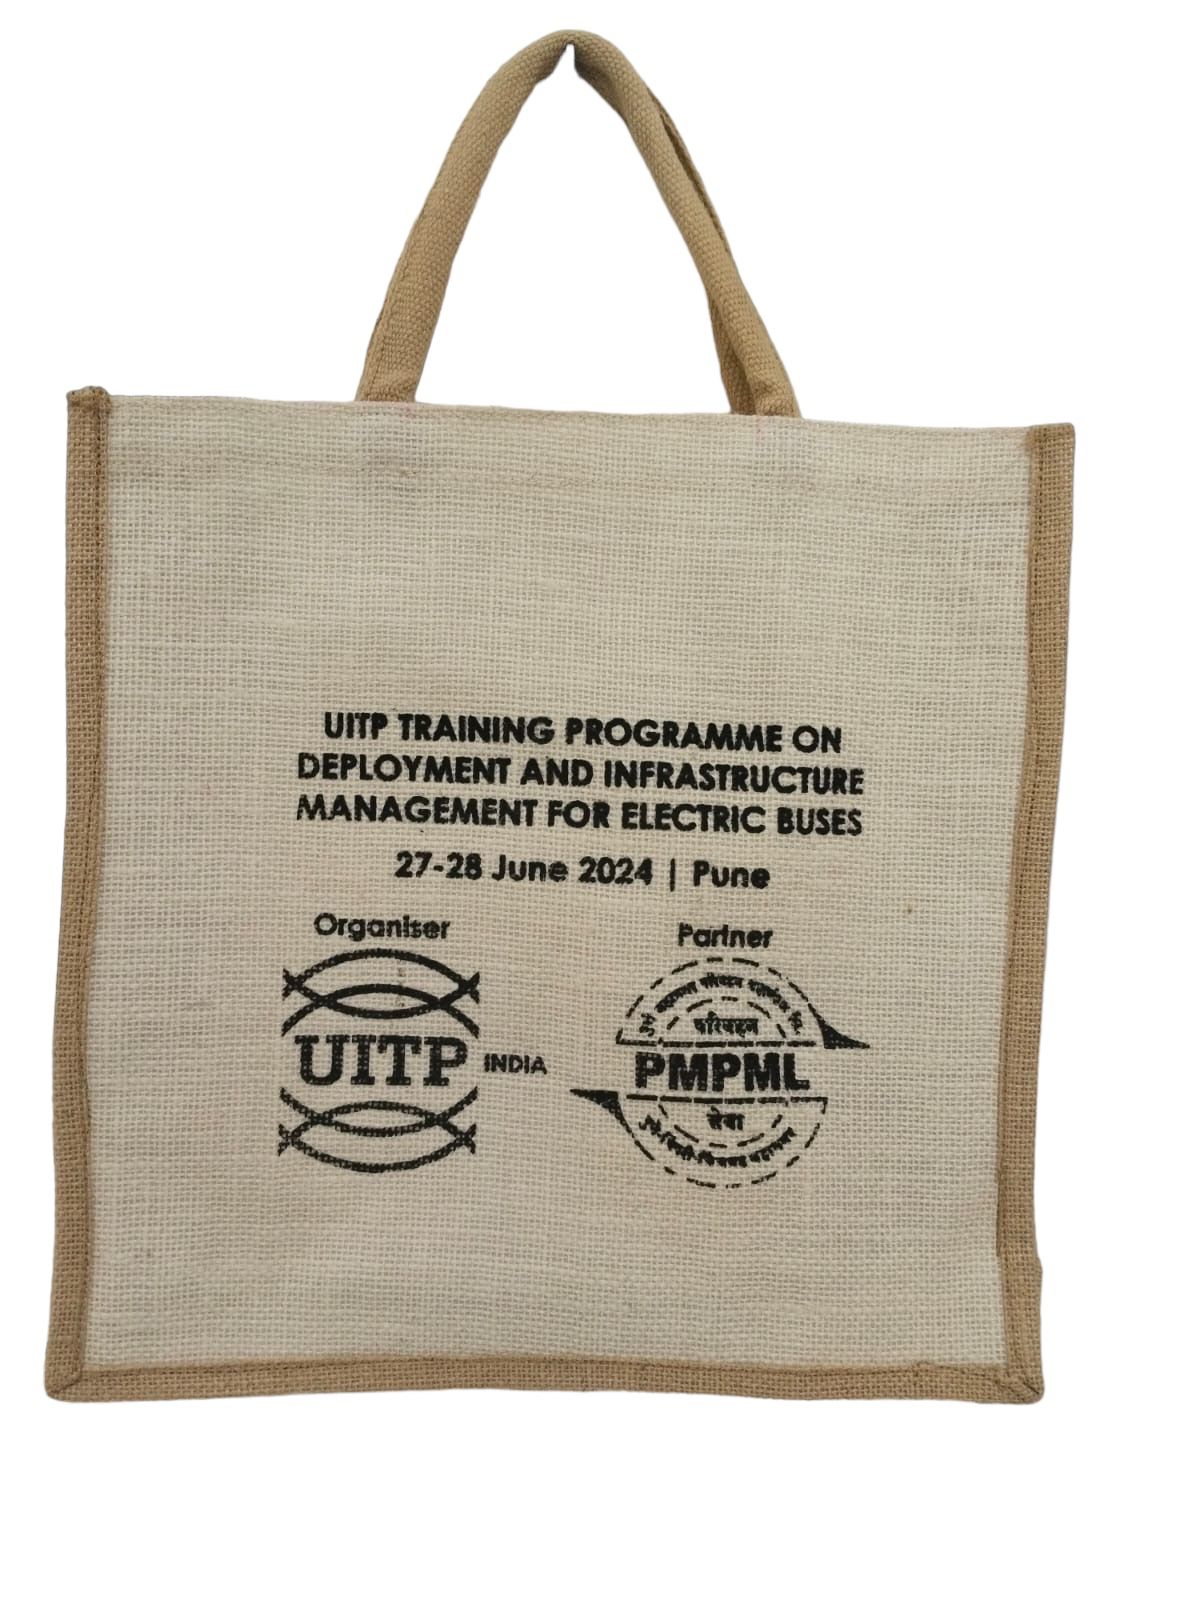 UITP TRAINING PROGRAMME ON
DEPLOYMENT AND INFRASTRUCTURE
MANAGEMENT FOR ELECTRIC BUSES
27-28 June 2024 | Pune
Organiser
Partner
UITP INDIA
परिवहन
PMPML
सेवा